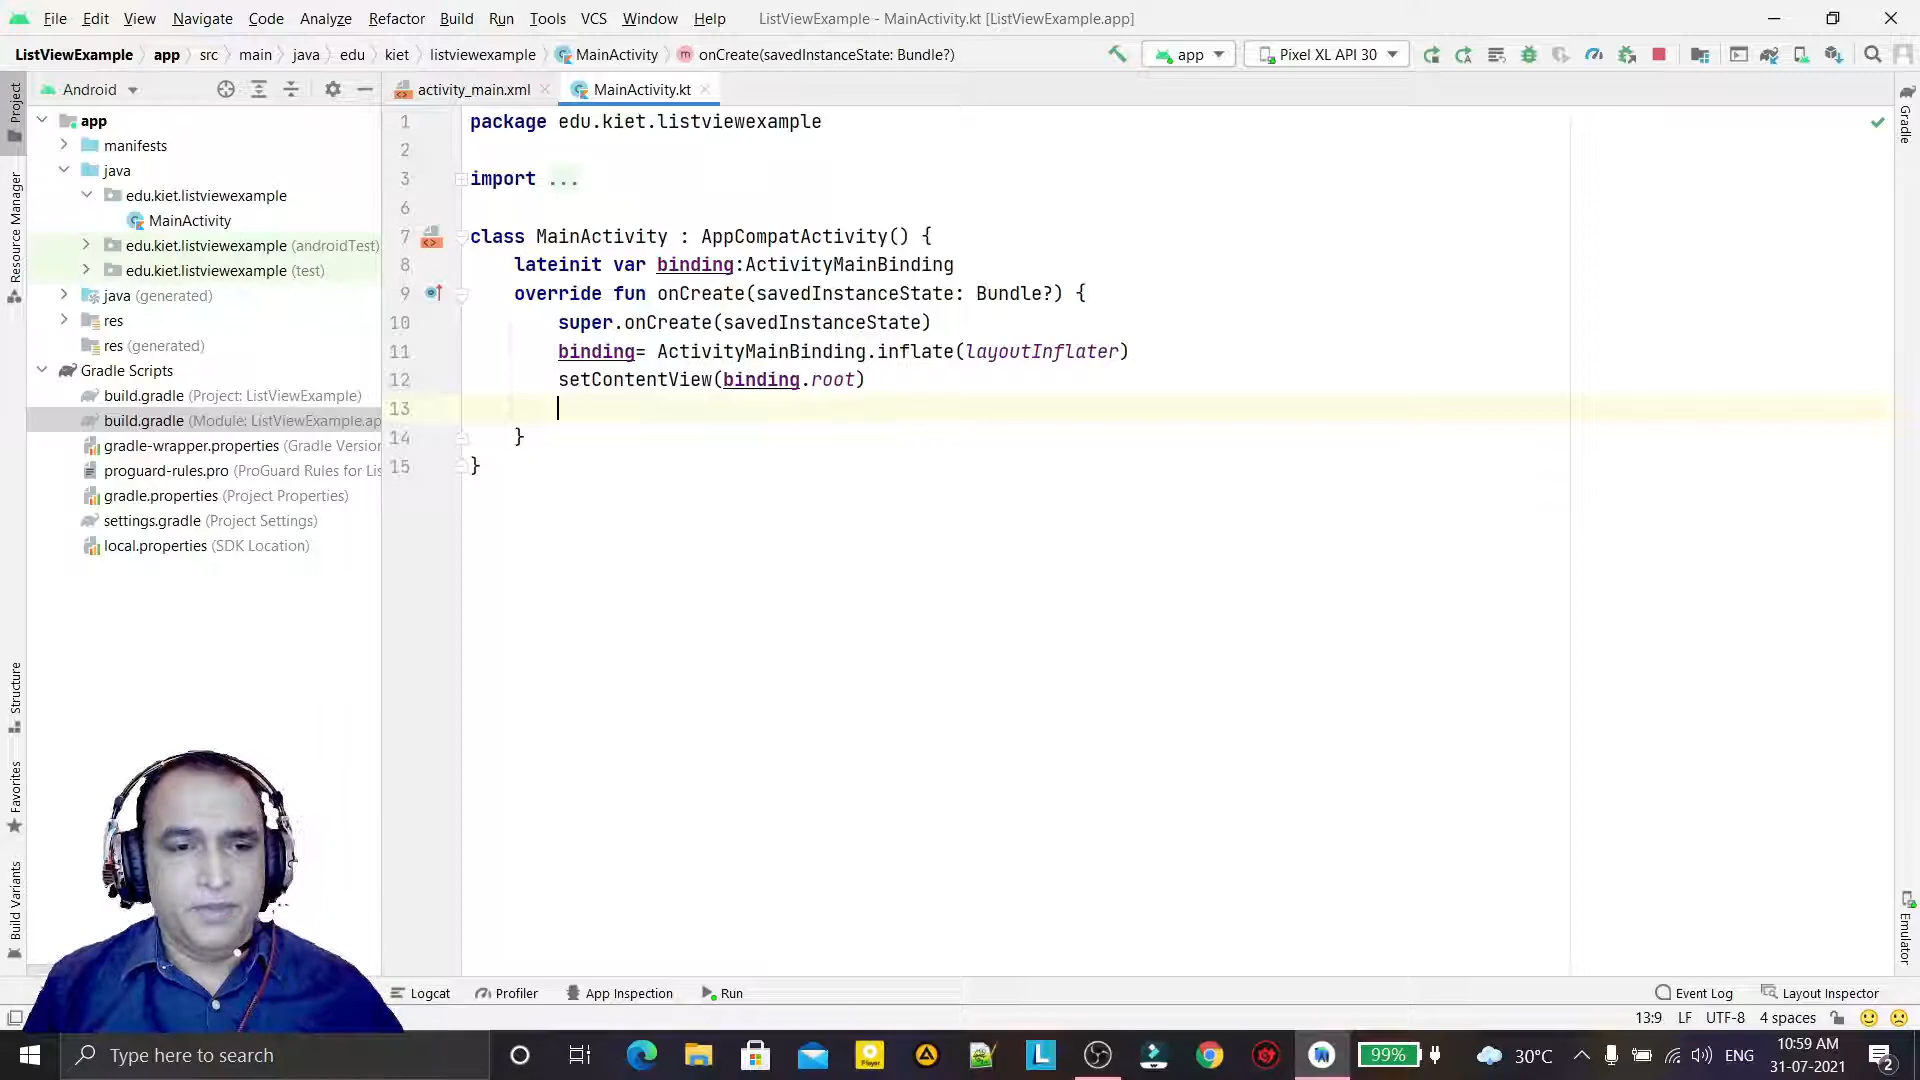 File Edit View Navigate Code Analyze Refactor Build Run Tools VCS Window Help ListViewExample - MainActivity.kt [ListViewExample.app]
ListViewExample app src main java edu kiet listviewexample MainActivity onCreate(savedInstanceState: Bundle?) app Pixel XL API 30
Project
Resource Manager
Structure
Favorites
Build Variants
Android
app
manifests
java
edu.kiet.listviewexample
MainActivity
edu.kiet.listviewexample (androidTest)
edu.kiet.listviewexample (test)
java (generated)
res
res (generated)
Gradle Scripts
build.gradle (Project: ListViewExample)
build.gradle (Module: ListViewExample.ap
gradle-wrapper.properties (Gradle Version
proguard-rules.pro (ProGuard Rules for Lis
gradle.properties (Project Properties)
settings.gradle (Project Settings)
local.properties (SDK Location)
activity_main.xml MainActivity.kt
1 package edu.kiet.listviewexample
2
3 import ...
6
7 class MainActivity : AppCompatActivity() {
8 lateinit var binding:ActivityMainBinding
9 override fun onCreate(savedInstanceState: Bundle?) {
10 super.onCreate(savedInstanceState)
11 binding= ActivityMainBinding.inflate(layoutInflater)
12 setContentView(binding.root)
13
14 }
15 }
Gradle
Emulator
Logcat Profiler App Inspection Run Event Log Layout Inspector
13:9 LF UTF-8 4 spaces
Type here to search 99% 30°C ENG 10:59 AM
31-07-2021 2